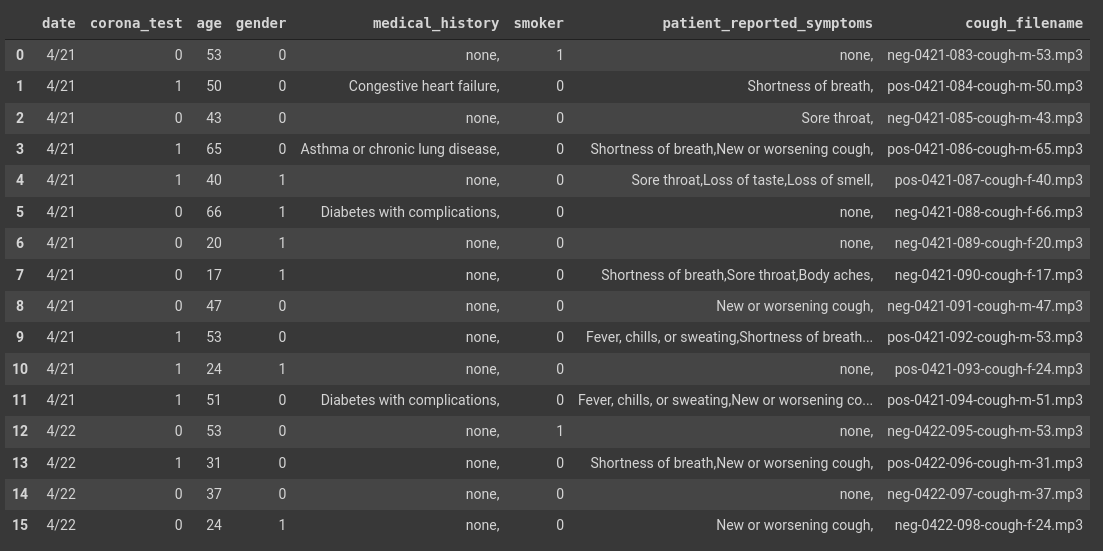 date corona_test age gender medical_history smoker patient_reported_symptoms cough_filename
0 4/21 0 53 0 none, 1 none, neg-0421-083-cough-m-53.mp3
1 4/21 1 50 0 Congestive heart failure, 0 Shortness of breath, pos-0421-084-cough-m-50.mp3
2 4/21 0 43 0 none, 0 Sore throat, neg-0421-085-cough-m-43.mp3
3 4/21 1 65 0 Asthma or chronic lung disease, 0 Shortness of breath,New or worsening cough, pos-0421-086-cough-m-65.mp3
4 4/21 1 40 1 none, 0 Sore throat,Loss of taste,Loss of smell, pos-0421-087-cough-f-40.mp3
5 4/21 0 66 1 Diabetes with complications, 0 none, neg-0421-088-cough-f-66.mp3
6 4/21 0 20 1 none, 0 none, neg-0421-089-cough-f-20.mp3
7 4/21 0 17 1 none, 0 Shortness of breath,Sore throat,Body aches, neg-0421-090-cough-f-17.mp3
8 4/21 0 47 0 none, 0 New or worsening cough, neg-0421-091-cough-m-47.mp3
9 4/21 1 53 0 none, 0 Fever, chills, or sweating,Shortness of breath... pos-0421-092-cough-m-53.mp3
10 4/21 1 24 1 none, 0 none, pos-0421-093-cough-f-24.mp3
11 4/21 1 51 0 Diabetes with complications, 0 Fever, chills, or sweating,New or worsening co... pos-0421-094-cough-m-51.mp3
12 4/22 0 53 0 none, 1 none, neg-0422-095-cough-m-53.mp3
13 4/22 1 31 0 none, 0 Shortness of breath,New or worsening cough, pos-0422-096-cough-m-31.mp3
14 4/22 0 37 0 none, 0 none, neg-0422-097-cough-m-37.mp3
15 4/22 0 24 1 none, 0 New or worsening cough, neg-0422-098-cough-f-24.mp3